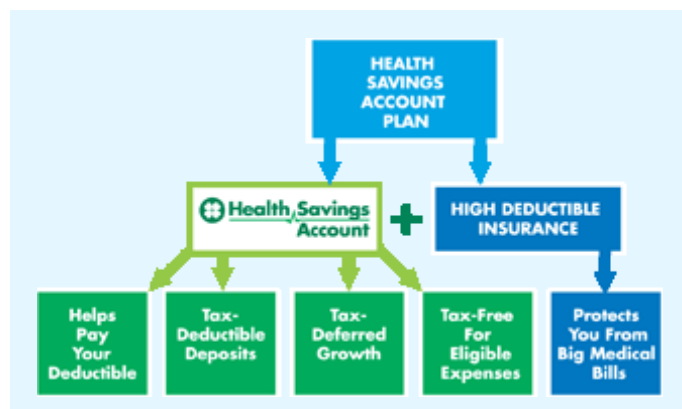 HEALTH
SAVINGS
ACCOUNT
PLAN
Health Savings
Account
+
HIGH DEDUCTIBLE
INSURANCE
Helps
Pay
Your
Deductible
Tax-
Deductible
Deposits
Tax-
Deferred
Growth
Tax-Free
For
Eligible
Expenses
Protects
You From
Big Medical
Bills